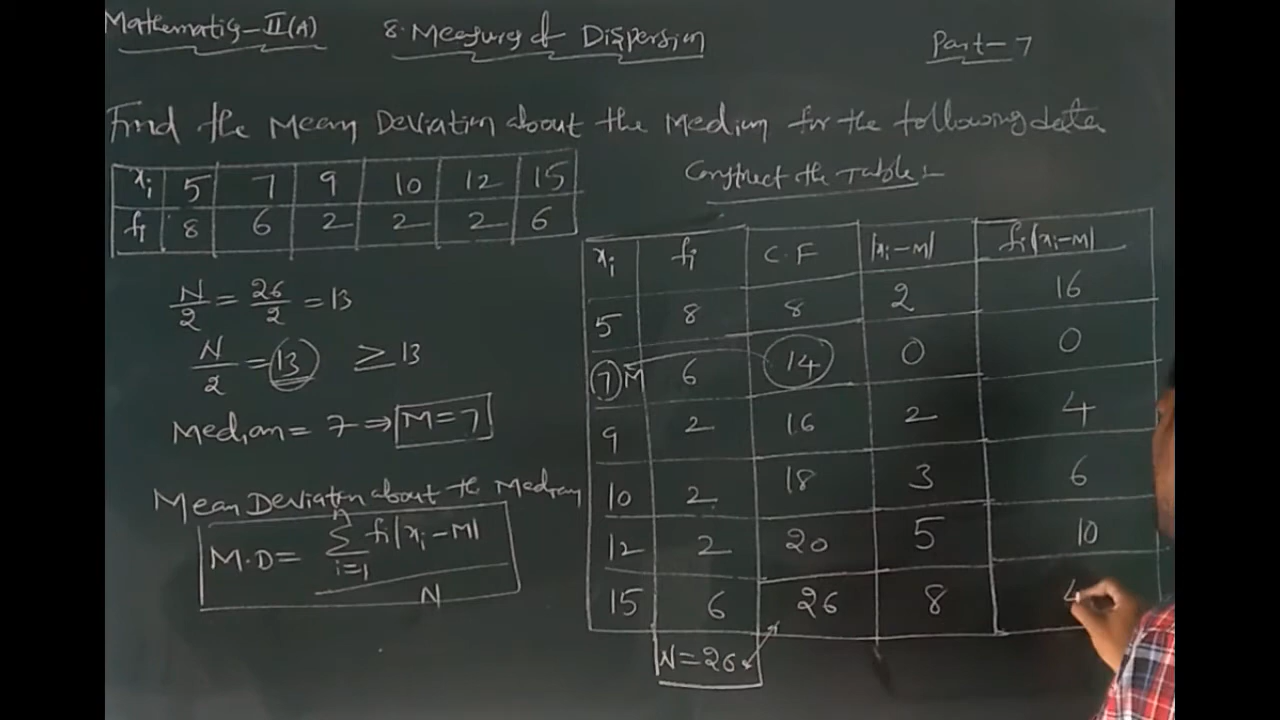 Mathematics-II(A) 8. Measures of Dispersion Part-7
Find the Mean Deviation about the Median for the following data
xi 5 7 9 10 12 15
fi 8 6 2 2 2 6
Construct the Table:-
N/2 = 26/2 = 13
N/2 = 13 ≥ 13
Median = 7 ⇒ M=7
Mean Deviation about the Median
M.D = n∑i=1 fi|xi-M| / N
xi fi C.F |xi-M| fi|xi-M|
5 8 8 2 16
7 M 6 14 0 0
9 2 16 2 4
10 2 18 3 6
12 2 20 5 10
15 6 26 8 4
N=26